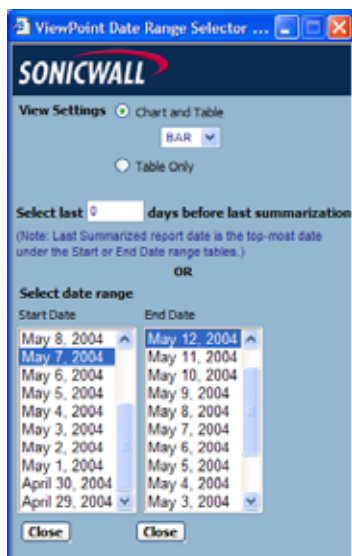 ViewPoint Date Range Selector ...
SONICWALL
View Settings Chart and Table
BAR
Table Only
Select last 0 days before last summarization
(Note: Last Summarized report date is the top-most date
under the Start or End Date range tables.)
OR
Select date range
Start Date End Date
May 8, 2004 May 12, 2004
May 7, 2004 May 11, 2004
May 6, 2004 May 10, 2004
May 5, 2004 May 9, 2004
May 4, 2004 May 8, 2004
May 3, 2004 May 7, 2004
May 2, 2004 May 6, 2004
May 1, 2004 May 5, 2004
April 30, 2004 May 4, 2004
April 29, 2004 May 3, 2004
Close Close